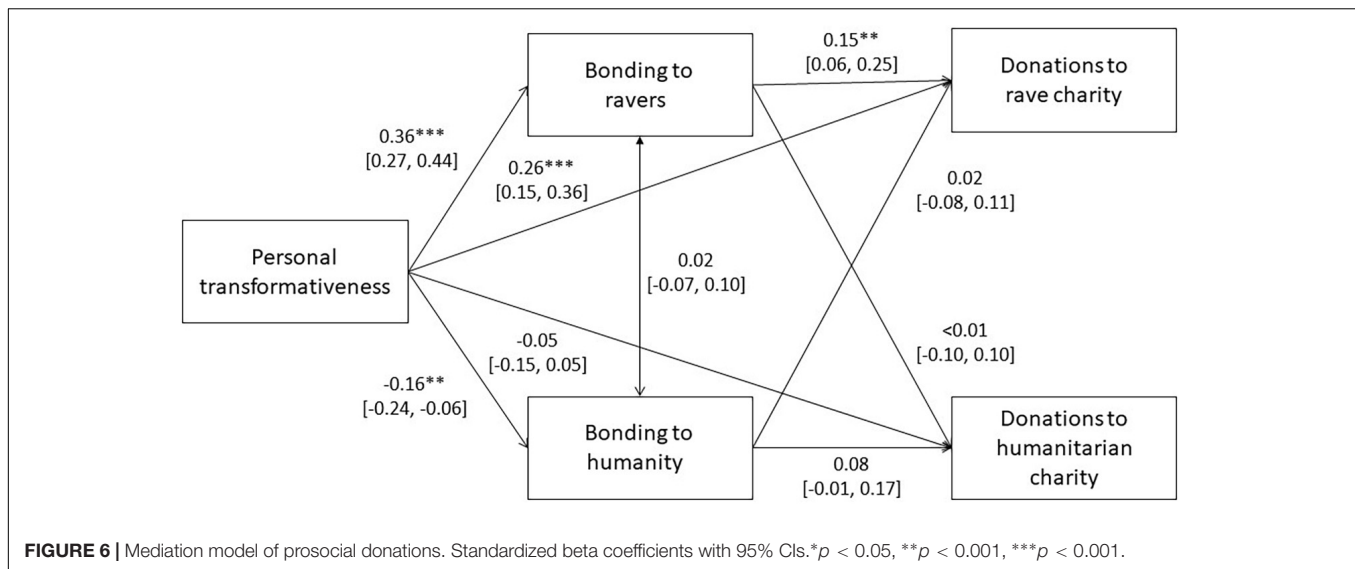 0.15**
[0.06, 0.25]
Bonding to
ravers
Donations to
rave charity
0.36***
[0.27, 0.44]
0.26***
[0.15, 0.36]
0.02
[-0.08, 0.11]
Personal
transformativeness
0.02
[-0.07, 0.10]
-0.05
[-0.15, 0.05]
<0.01
[-0.10, 0.10]
-0.16**
[-0.24, -0.06]
Bonding to
humanity
Donations to
humanitarian
charity
0.08
[-0.01, 0.17]
FIGURE 6 | Mediation model of prosocial donations. Standardized beta coefficients with 95% CIs.*p < 0.05, **p < 0.001, ***p < 0.001.